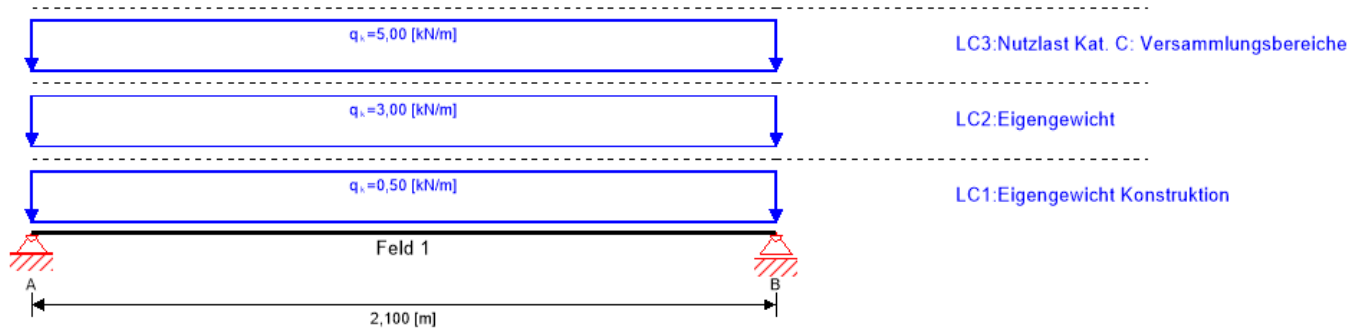 qₖ=5,00 [kN/m]
LC3:Nutzlast Kat. C: Versammlungsbereiche
qₖ=3,00 [kN/m]
LC2:Eigengewicht
qₖ=0,50 [kN/m]
LC1:Eigengewicht Konstruktion
Feld 1
A
B
2,100 [m]